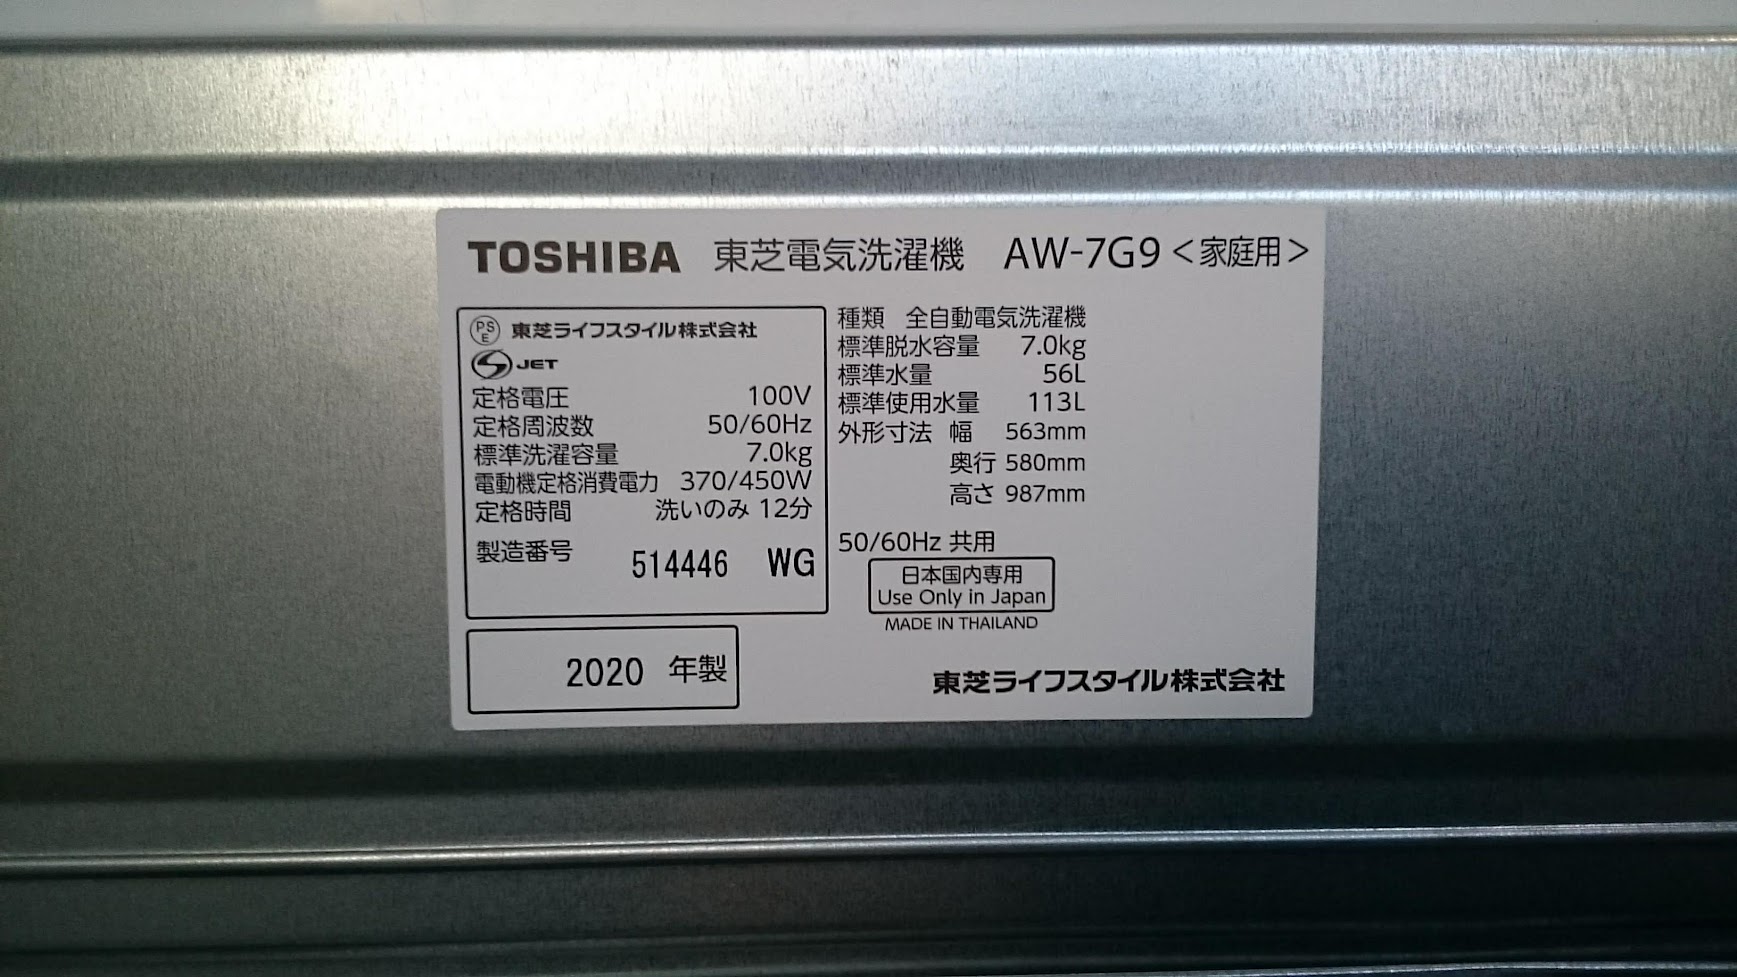 TOSHIBA 東芝電気洗濯機 AW-7G9<家庭用>
PSE 東芝ライフスタイル株式会社
S JET
定格電圧 100V
定格周波数 50/60Hz
標準洗濯容量 7.0kg
電動機定格消費電力 370/450W
定格時間 洗いのみ 12分
製造番号 514446 WG
2020 年製
種類 全自動電気洗濯機
標準脱水容量 7.0kg
標準水量 56L
標準使用水量 113L
外形寸法 幅 563mm
奥行 580mm
高さ 987mm
50/60Hz 共用
日本国内専用
Use Only in Japan
MADE IN THAILAND
東芝ライフスタイル株式会社